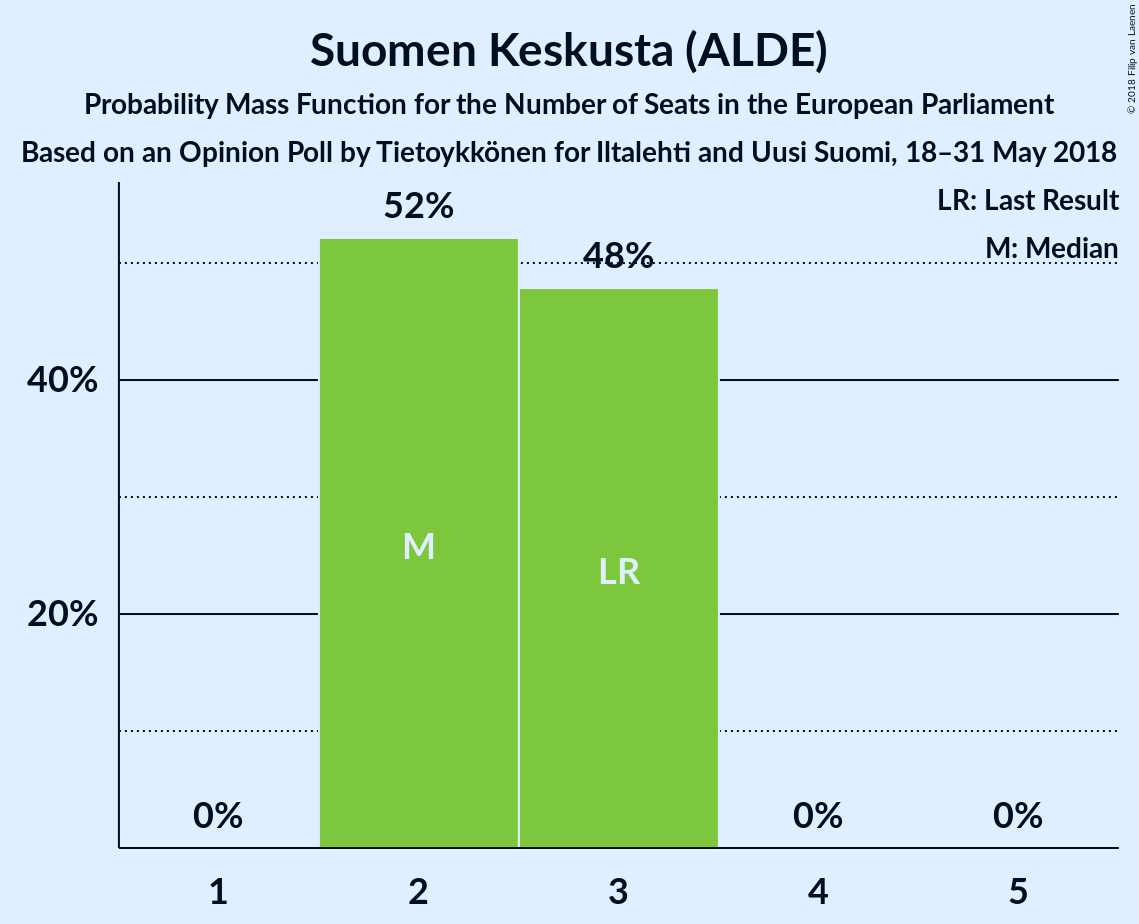 Suomen Keskusta (ALDE)
Probability Mass Function for the Number of Seats in the European Parliament
Based on an Opinion Poll by Tietoykkönen for Iltalehti and Uusi Suomi, 18–31 May 2018
© 2018 Filip van Laenen
LR: Last Result
M: Median
52%
48%
40%
20%
M
LR
0%
0%
0%
1
2
3
4
5